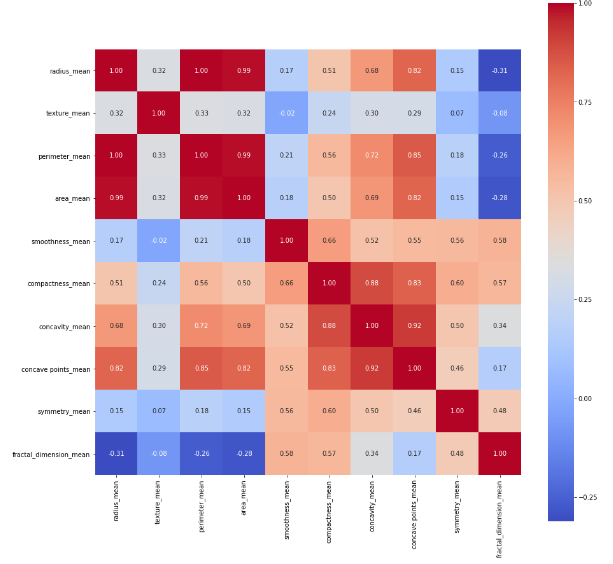 1.00
radius_mean 1.00 0.32 1.00 0.99 0.17 0.51 0.68 0.82 0.15 -0.31
0.75
texture_mean 0.32 1.00 0.33 0.32 -0.02 0.24 0.30 0.29 0.07 -0.08
perimeter_mean 1.00 0.33 1.00 0.99 0.21 0.56 0.72 0.85 0.18 -0.26
0.50
area_mean 0.99 0.32 0.99 1.00 0.18 0.50 0.69 0.82 0.15 -0.28
smoothness_mean 0.17 -0.02 0.21 0.18 1.00 0.66 0.52 0.55 0.56 0.58
0.25
compactness_mean 0.51 0.24 0.56 0.50 0.66 1.00 0.88 0.83 0.60 0.57
concavity_mean 0.68 0.30 0.72 0.69 0.52 0.88 1.00 0.92 0.50 0.34
concave points_mean 0.82 0.29 0.85 0.82 0.55 0.83 0.92 1.00 0.46 0.17
0.00
symmetry_mean 0.15 0.07 0.18 0.15 0.56 0.60 0.50 0.46 1.00 0.48
fractal_dimension_mean -0.31 -0.08 -0.26 -0.28 0.58 0.57 0.34 0.17 0.48 1.00
−0.25
radius_mean
texture_mean
perimeter_mean
area_mean
smoothness_mean
compactness_mean
concavity_mean
concave points_mean
symmetry_mean
fractal_dimension_mean